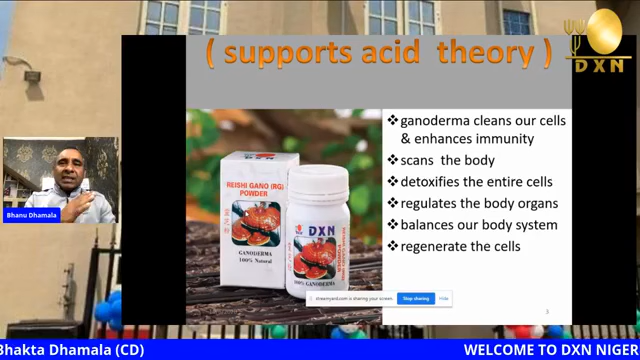 ( supports acid theory )
DXN
❖ganoderma cleans our cells
& enhances immunity
❖scans the body
❖detoxifies the entire cells
❖regulates the body organs
❖balances our body system
❖regenerate the cells
REISHI GANO (RG)
POWDER
GANODERMA
100% Natural
DXN
GANODERMA
Bhanu Dhamala
streamyard.com is sharing your screen.
Stop sharing
Hide
3
Bhakta Dhamala (CD)
WELCOME TO DXN NIGER